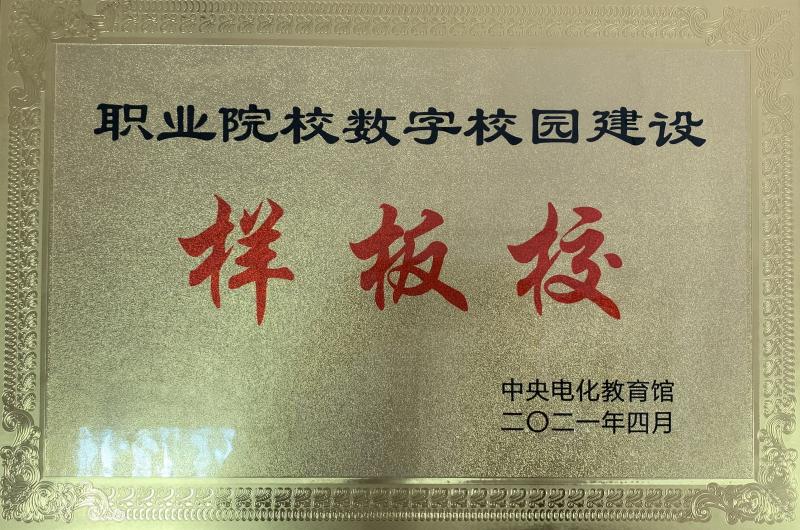 职业院校数字校园建设
样板校
中央电化教育馆
二〇二一年四月